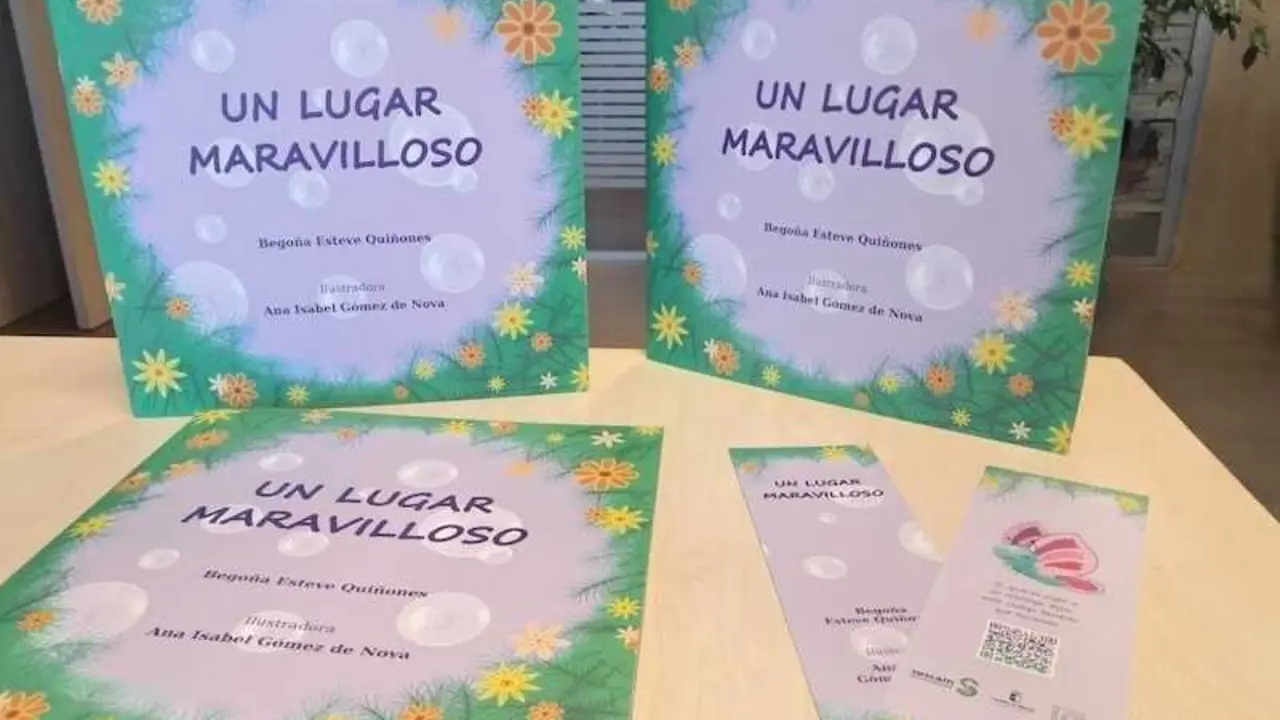 UN LUGAR
MARAVILLOSO
Begoña Esteve Quiñones
Ilustradora
Ana Isabel Gómez de Nova
UN LUGAR
MARAVILLOSO
Begoña Esteve Quiñones
Ilustradora
Ana Isabel Gómez de Nova
UN LUGAR
MARAVILLOSO
Begoña Esteve Quiñones
Ilustradora
Ana Isabel Gómez de Nova
UN LUGAR
MARAVILLOSO
Begoña
Esteve Quiño
sescam